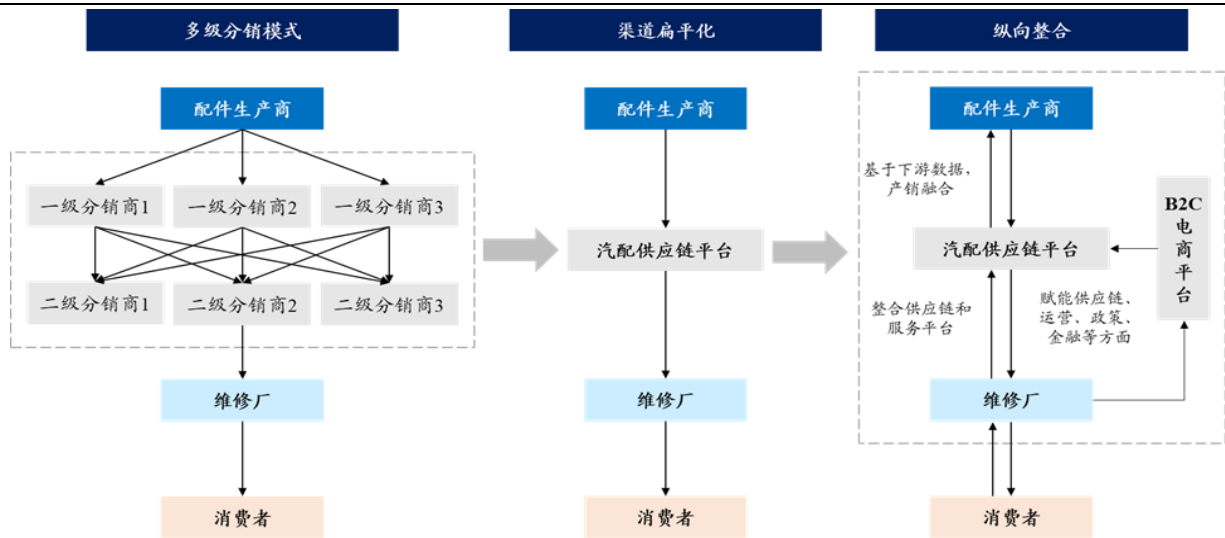 多级分销模式
渠道扁平化
纵向整合
配件生产商
一级分销商1
一级分销商2
一级分销商3
二级分销商1
二级分销商2
二级分销商3
维修厂
消费者
配件生产商
汽配供应链平台
维修厂
消费者
配件生产商
基于下游数据，
产销融合
汽配供应链平台
整合供应链和
服务平台
赋能供应链、
运营、政策、
金融等方面
B2C
电
商
平
台
维修厂
消费者